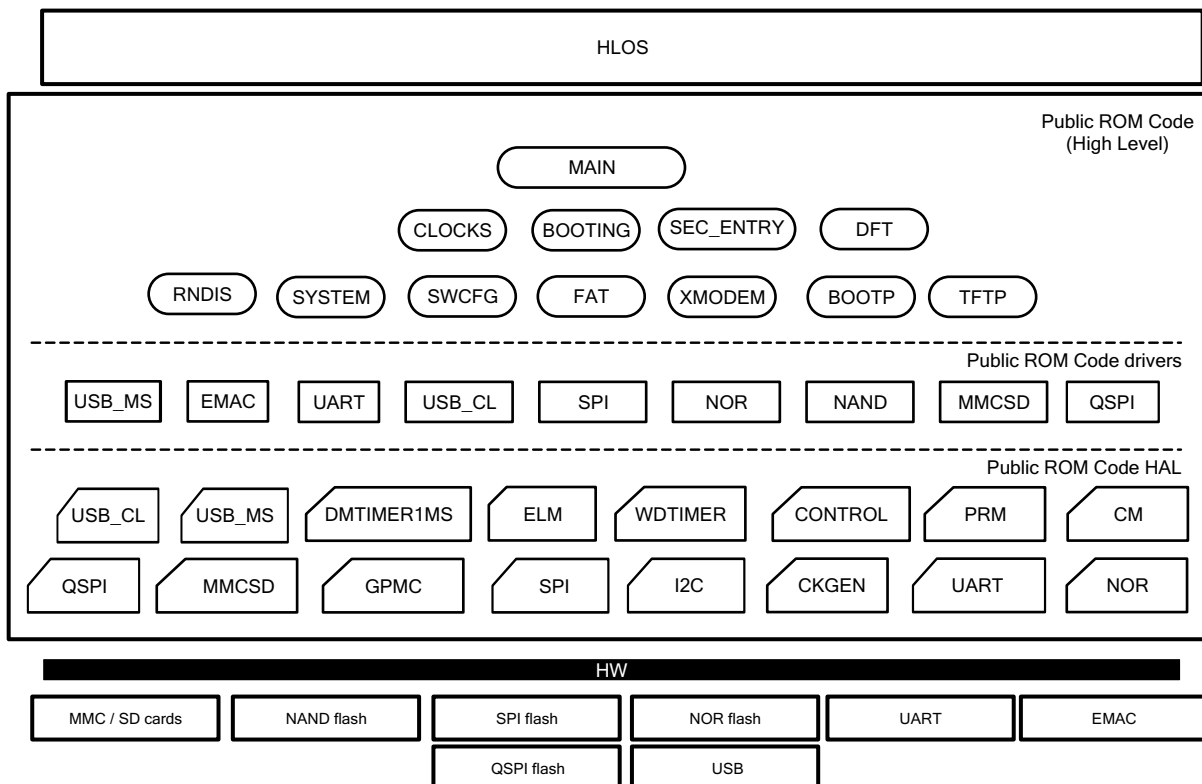 HLOS
Public ROM Code
(High Level)
MAIN
CLOCKS BOOTING SEC_ENTRY DFT
RNDIS SYSTEM SWCFG FAT XMODEM BOOTP TFTP
Public ROM Code drivers
USB_MS EMAC UART USB_CL SPI NOR NAND MMCSD QSPI
Public ROM Code HAL
USB_CL USB_MS DMTIMER1MS ELM WDTIMER CONTROL PRM CM
QSPI MMCSD GPMC SPI I2C CKGEN UART NOR
HW
MMC / SD cards NAND flash SPI flash NOR flash UART EMAC
QSPI flash USB